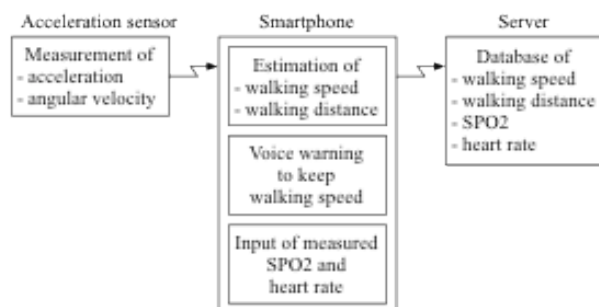 Acceleration sensor
Measurement of
- acceleration
- angular velocity
Smartphone
Estimation of
- walking speed
- walking distance
Voice warning
to keep
walking speed
Input of measured
SPO2 and
heart rate
Server
Database of
- walking speed
- walking distance
- SPO2
- heart rate